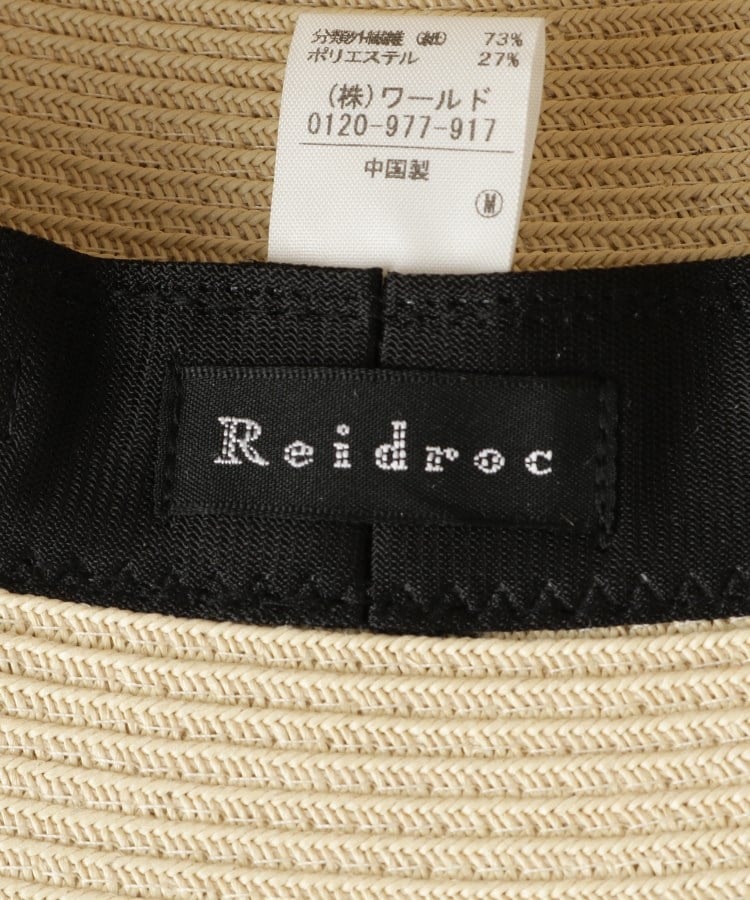 分類外繊維（紙） 73%
ポリエステル 27%
(株)ワールド
0120-977-917
中国製
M
Reidroc